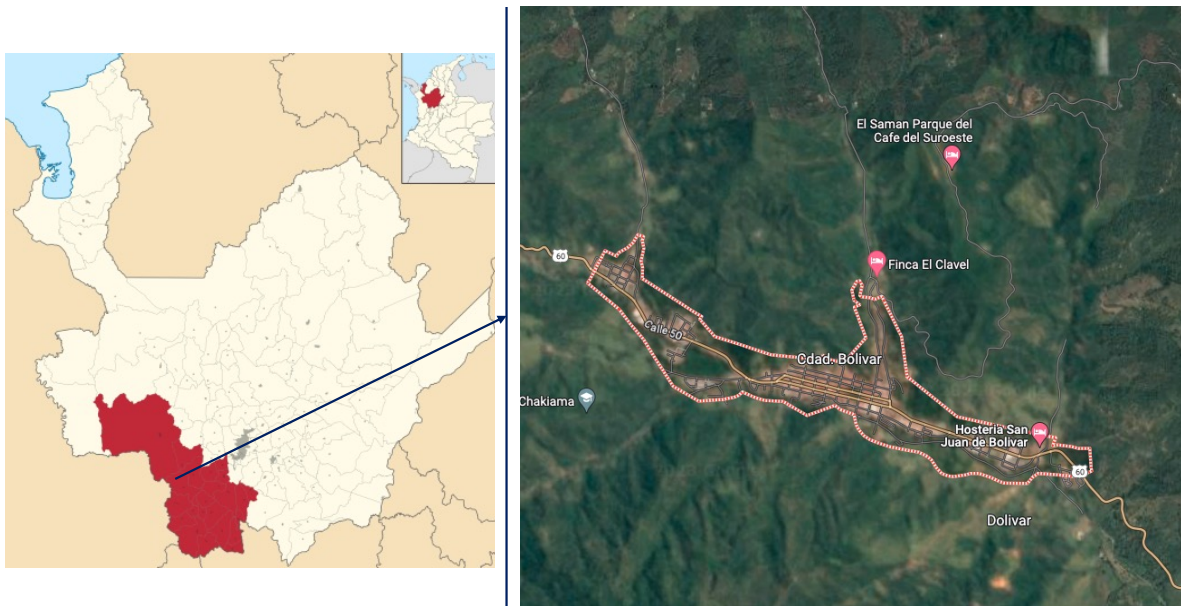 El Saman Parque del
Cafe del Suroeste
60
Finca El Clavel
Calle 50
Cdad. Bolivar
Chakiama
Hosteria San
Juan de Bolivar
60
Dolivar